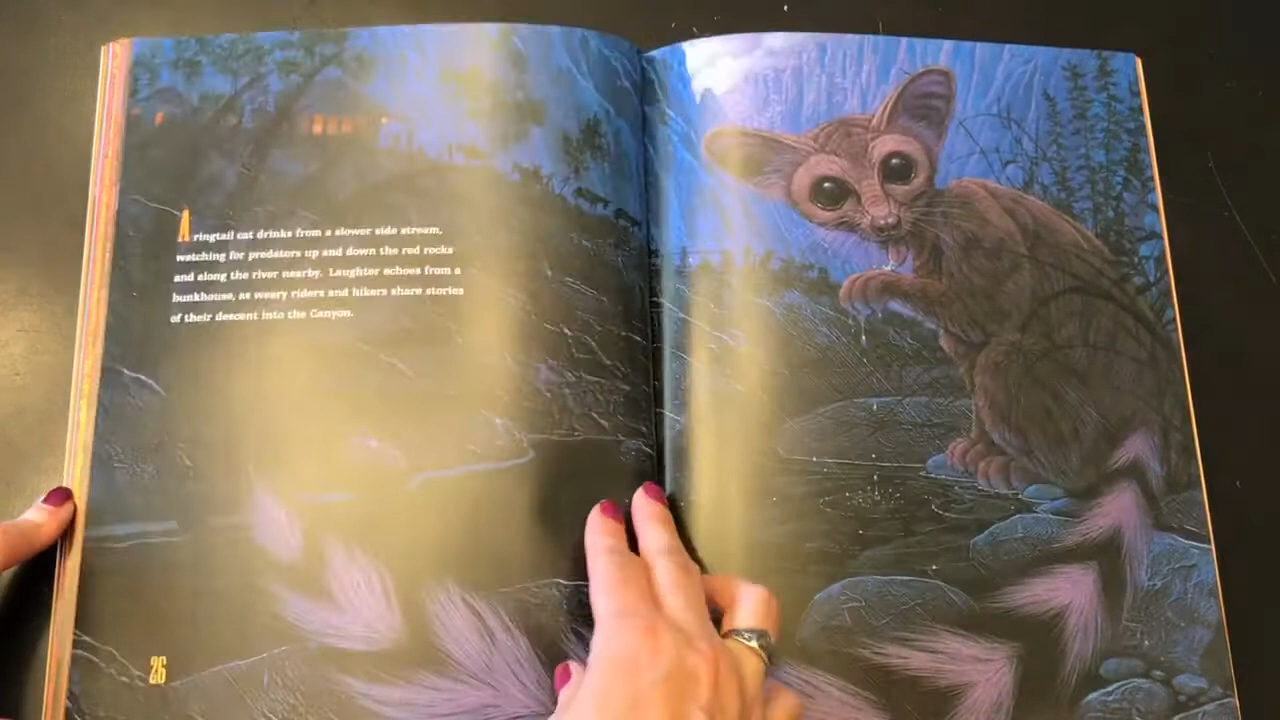 A ringtail cat drinks from a slower side stream,
watching for predators up and down the red rocks
and along the river nearby. Laughter echoes from a
bunkhouse, as weary riders and hikers share stories
of their descent into the Canyon.
26